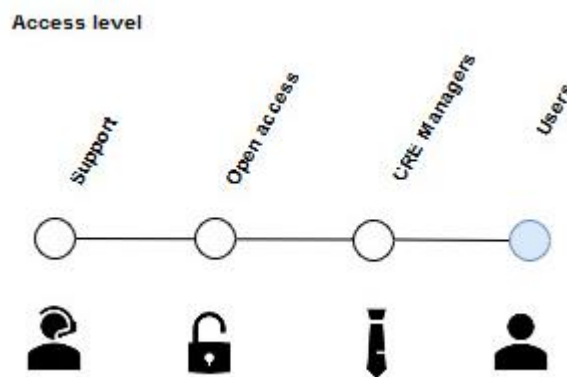 Access level
Support
Open access
CRE Managers
Users